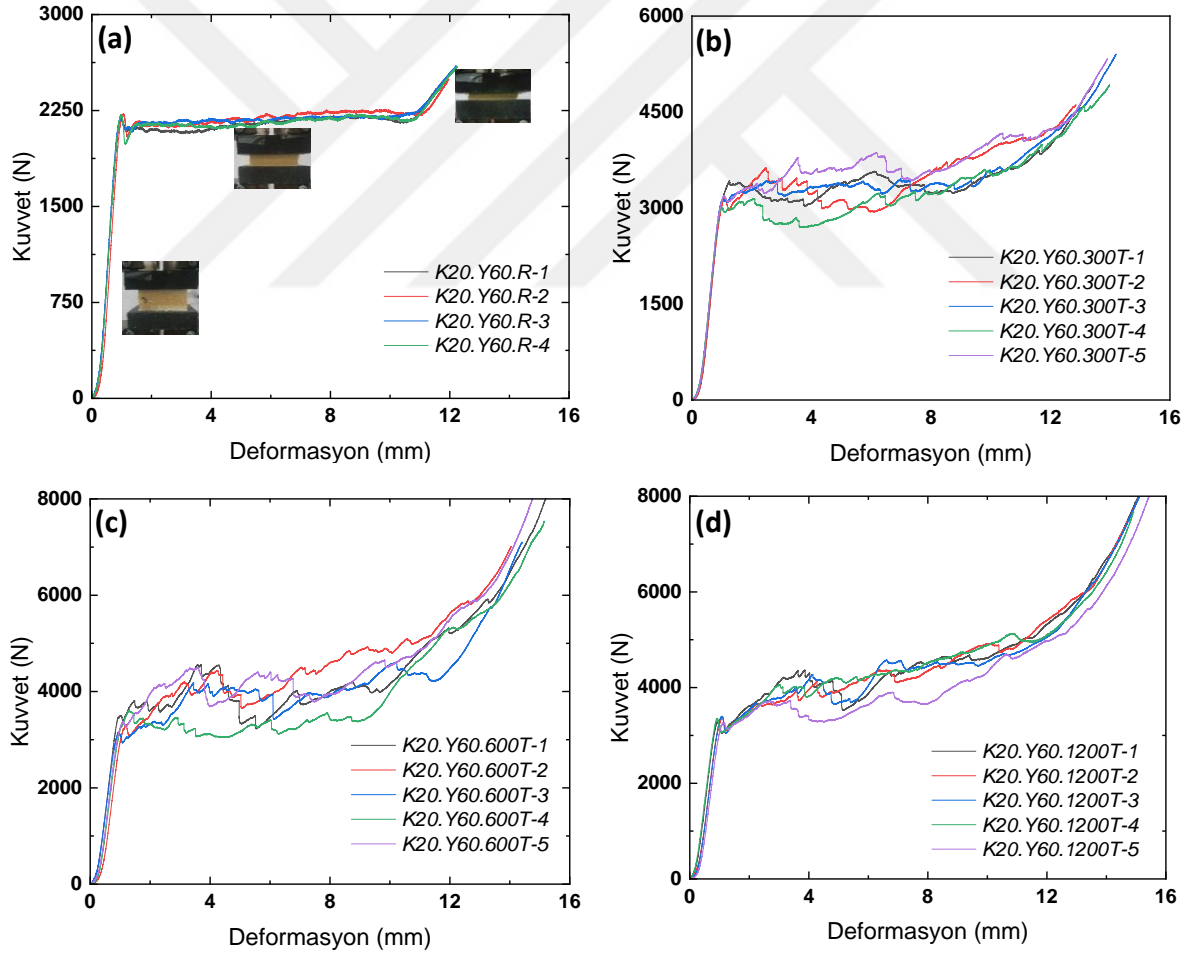 (a)
3000
2250
1500
750
0
Kuvvet (N)
K20.Y60.R-1
K20.Y60.R-2
K20.Y60.R-3
K20.Y60.R-4
0 4 8 12 16
Deformasyon (mm)
(b)
6000
4500
3000
1500
0
Kuvvet (N)
K20.Y60.300T-1
K20.Y60.300T-2
K20.Y60.300T-3
K20.Y60.300T-4
K20.Y60.300T-5
0 4 8 12 16
Deformasyon (mm)
(c)
8000
6000
4000
2000
0
Kuvvet (N)
K20.Y60.600T-1
K20.Y60.600T-2
K20.Y60.600T-3
K20.Y60.600T-4
K20.Y60.600T-5
0 4 8 12 16
Deformasyon (mm)
(d)
8000
6000
4000
2000
0
Kuvvet (N)
K20.Y60.1200T-1
K20.Y60.1200T-2
K20.Y60.1200T-3
K20.Y60.1200T-4
K20.Y60.1200T-5
0 4 8 12 16
Deformasyon (mm)